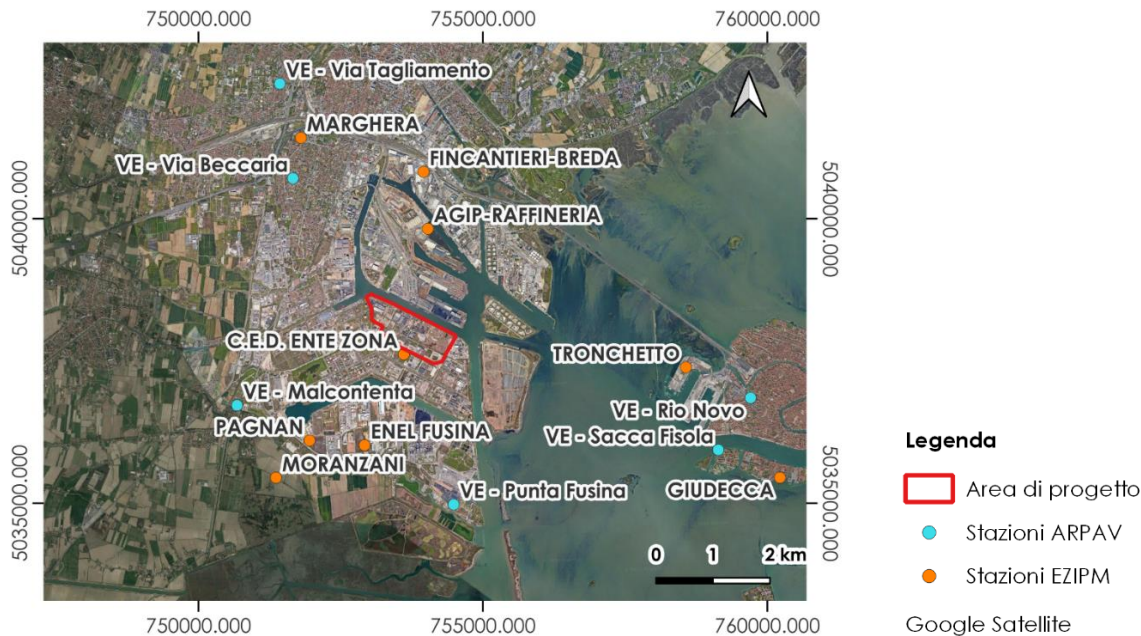 750000.000
755000.000
760000.000
VE - Via Tagliamento
MARGHERA
VE - Via Beccaria
FINCANTIERI-BREDA
AGIP-RAFFINERIA
5040000.000
5040000.000
C.E.D. ENTE ZONA
TRONCHETTO
VE - Malcontenta
VE - Rio Novo
PAGNAN
ENEL FUSINA
VE - Sacca Fisola
MORANZANI
VE - Punta Fusina
GIUDECCA
5035000.000
5035000.000
0 1 2 km
750000.000
755000.000
760000.000
Legenda
Area di progetto
Stazioni ARPAV
Stazioni EZIPM
Google Satellite